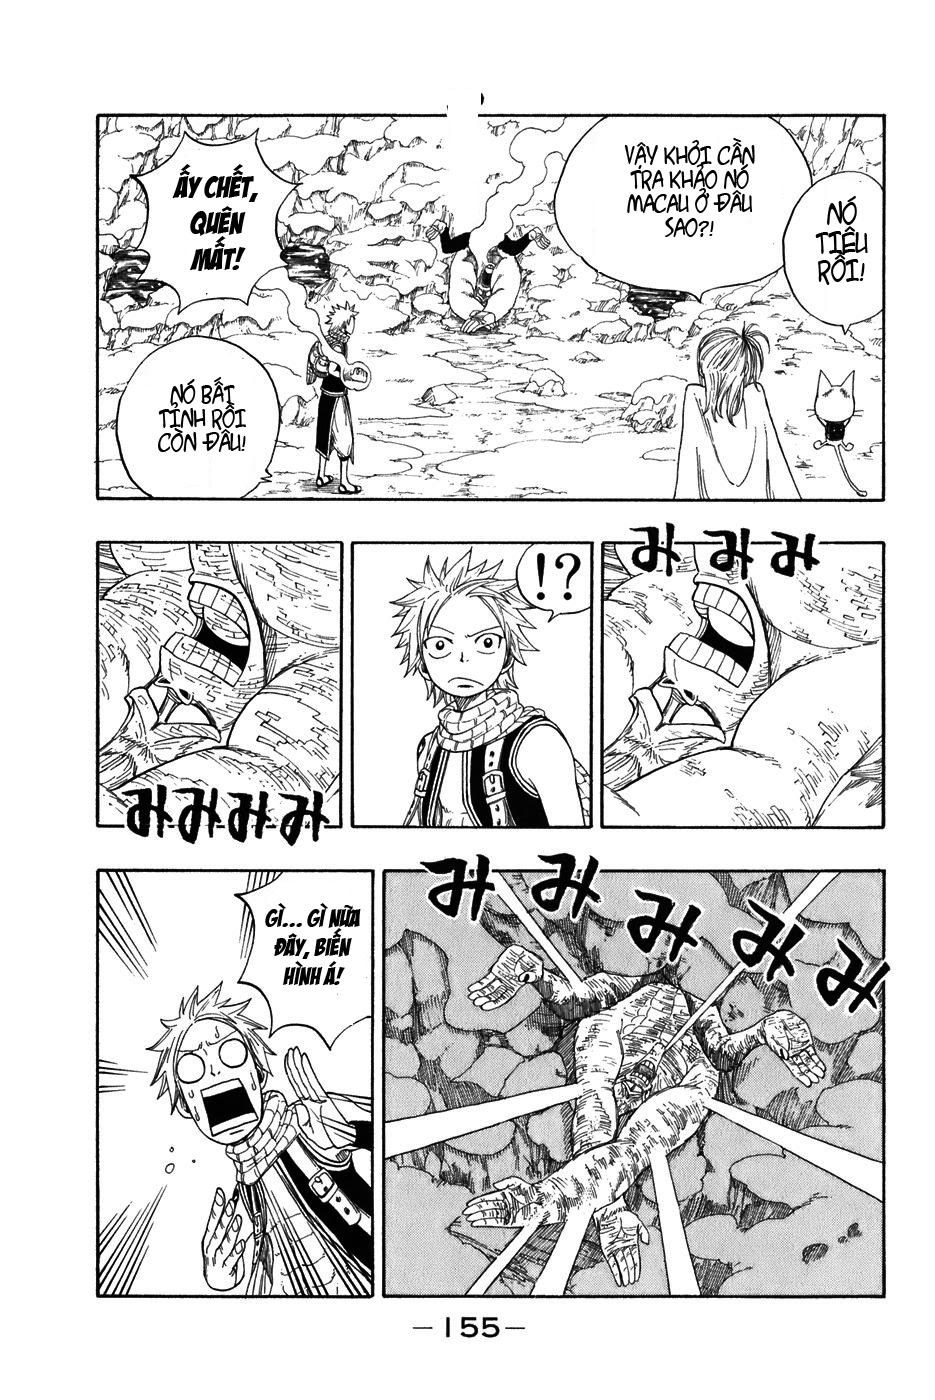 NÓ
TIÊU
RỒI!
VẬY KHỎI CẦN
TRA KHẢO NÓ
MACAU Ở ĐÂU
SAO?!
ẤY CHẾT,
QUÊN
MẤT!
NÓ BẤT
TỈNH RỒI
CÒN ĐÂU!
みみみ
!?
みみみみ
みみみみみ
GÌ... GÌ NỮA
ĐÂY, BIẾN
HÌNH Á!
-155-